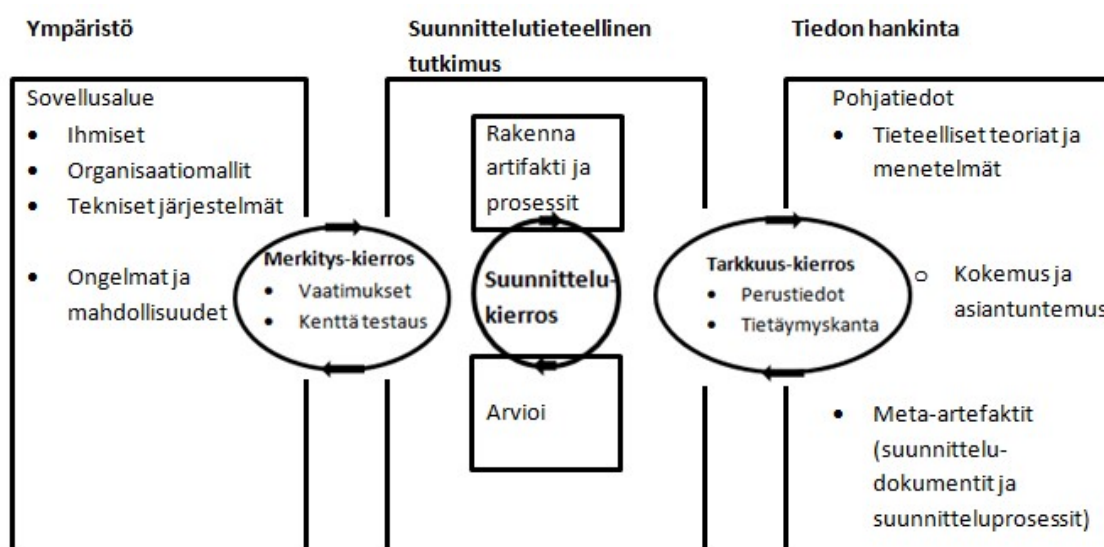 Ympäristö
Suunnittelutieteellinen
tutkimus
Tiedon hankinta
Sovellusalue
• Ihmiset
• Organisaatiomallit
• Tekniset järjestelmät
• Ongelmat ja
mahdollisuudet
Merkitys-kierros
• Vaatimukset
• Kenttä testaus
Rakenna
artifakti ja
prosessit
Suunnittelu-
kierros
Arvioi
Tarkkuus-kierros
• Perustiedot
• Tietäymyskanta
Pohjatiedot
• Tieteelliset teoriat ja
menetelmät
o Kokemus ja
asiantuntemus
• Meta-artefaktit
(suunnittelu-
dokumentit ja
suunnitteluprosessit)